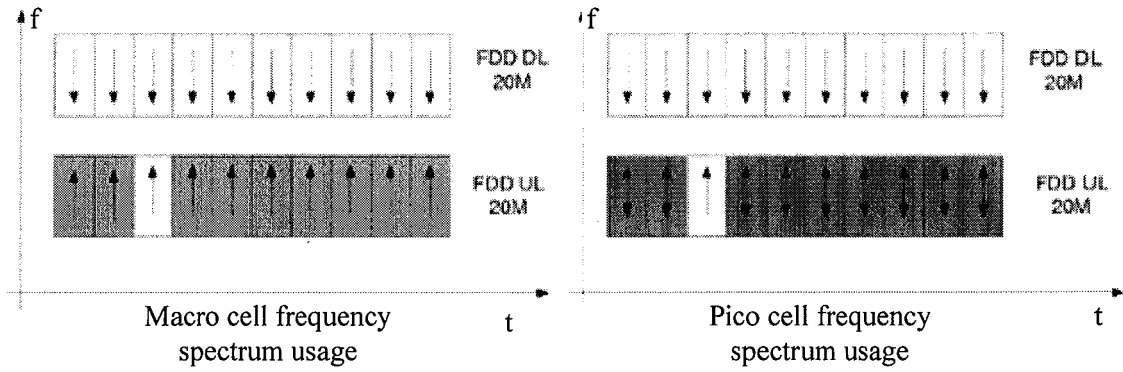 f
FDD DL
20M
FDD UL
20M
Macro cell frequency
spectrum usage
t
f
FDD DL
20M
FDD UL
20M
Pico cell frequency
spectrum usage
t